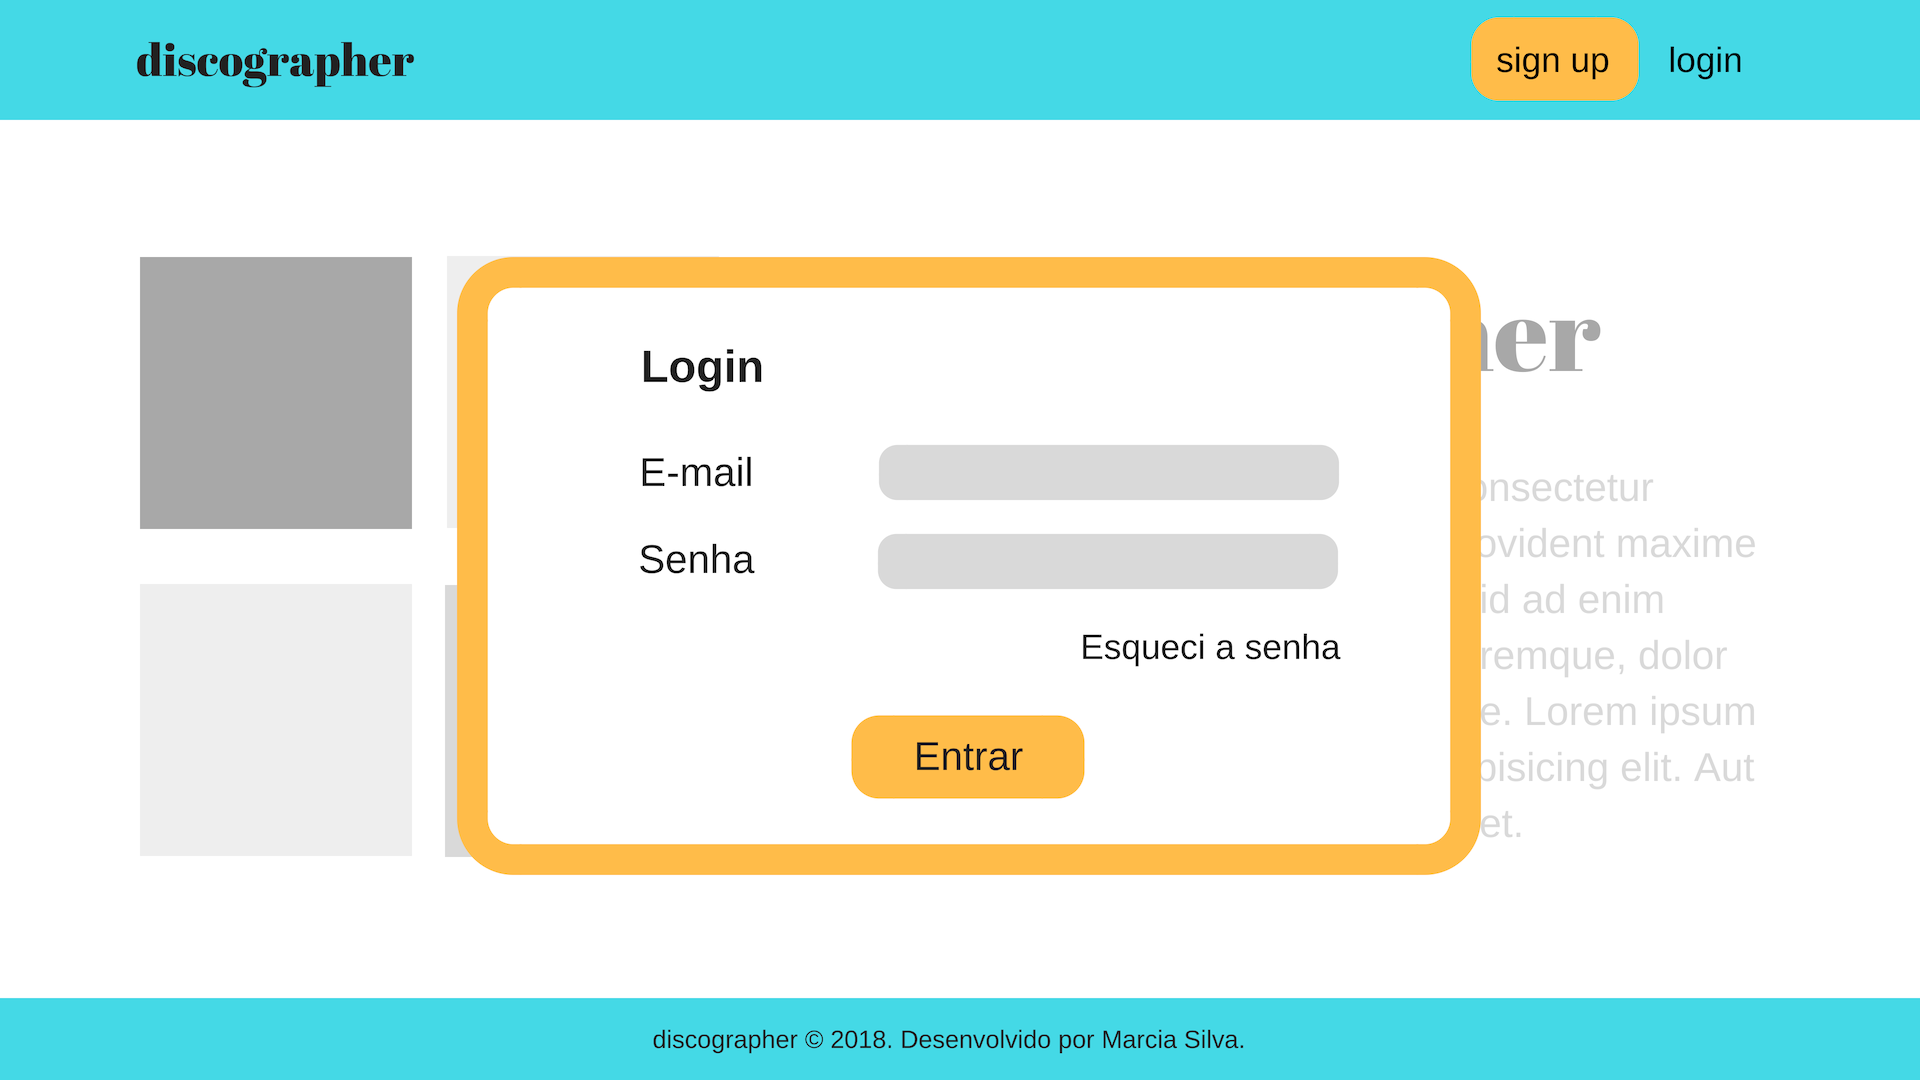 discographer
sign up
login
her
Login
E-mail
Senha
Esqueci a senha
Entrar
onsectetur
ovident maxime
id ad enim
remque, dolor
e. Lorem ipsum
pisicing elit. Aut
et.
discographer © 2018. Desenvolvido por Marcia Silva.